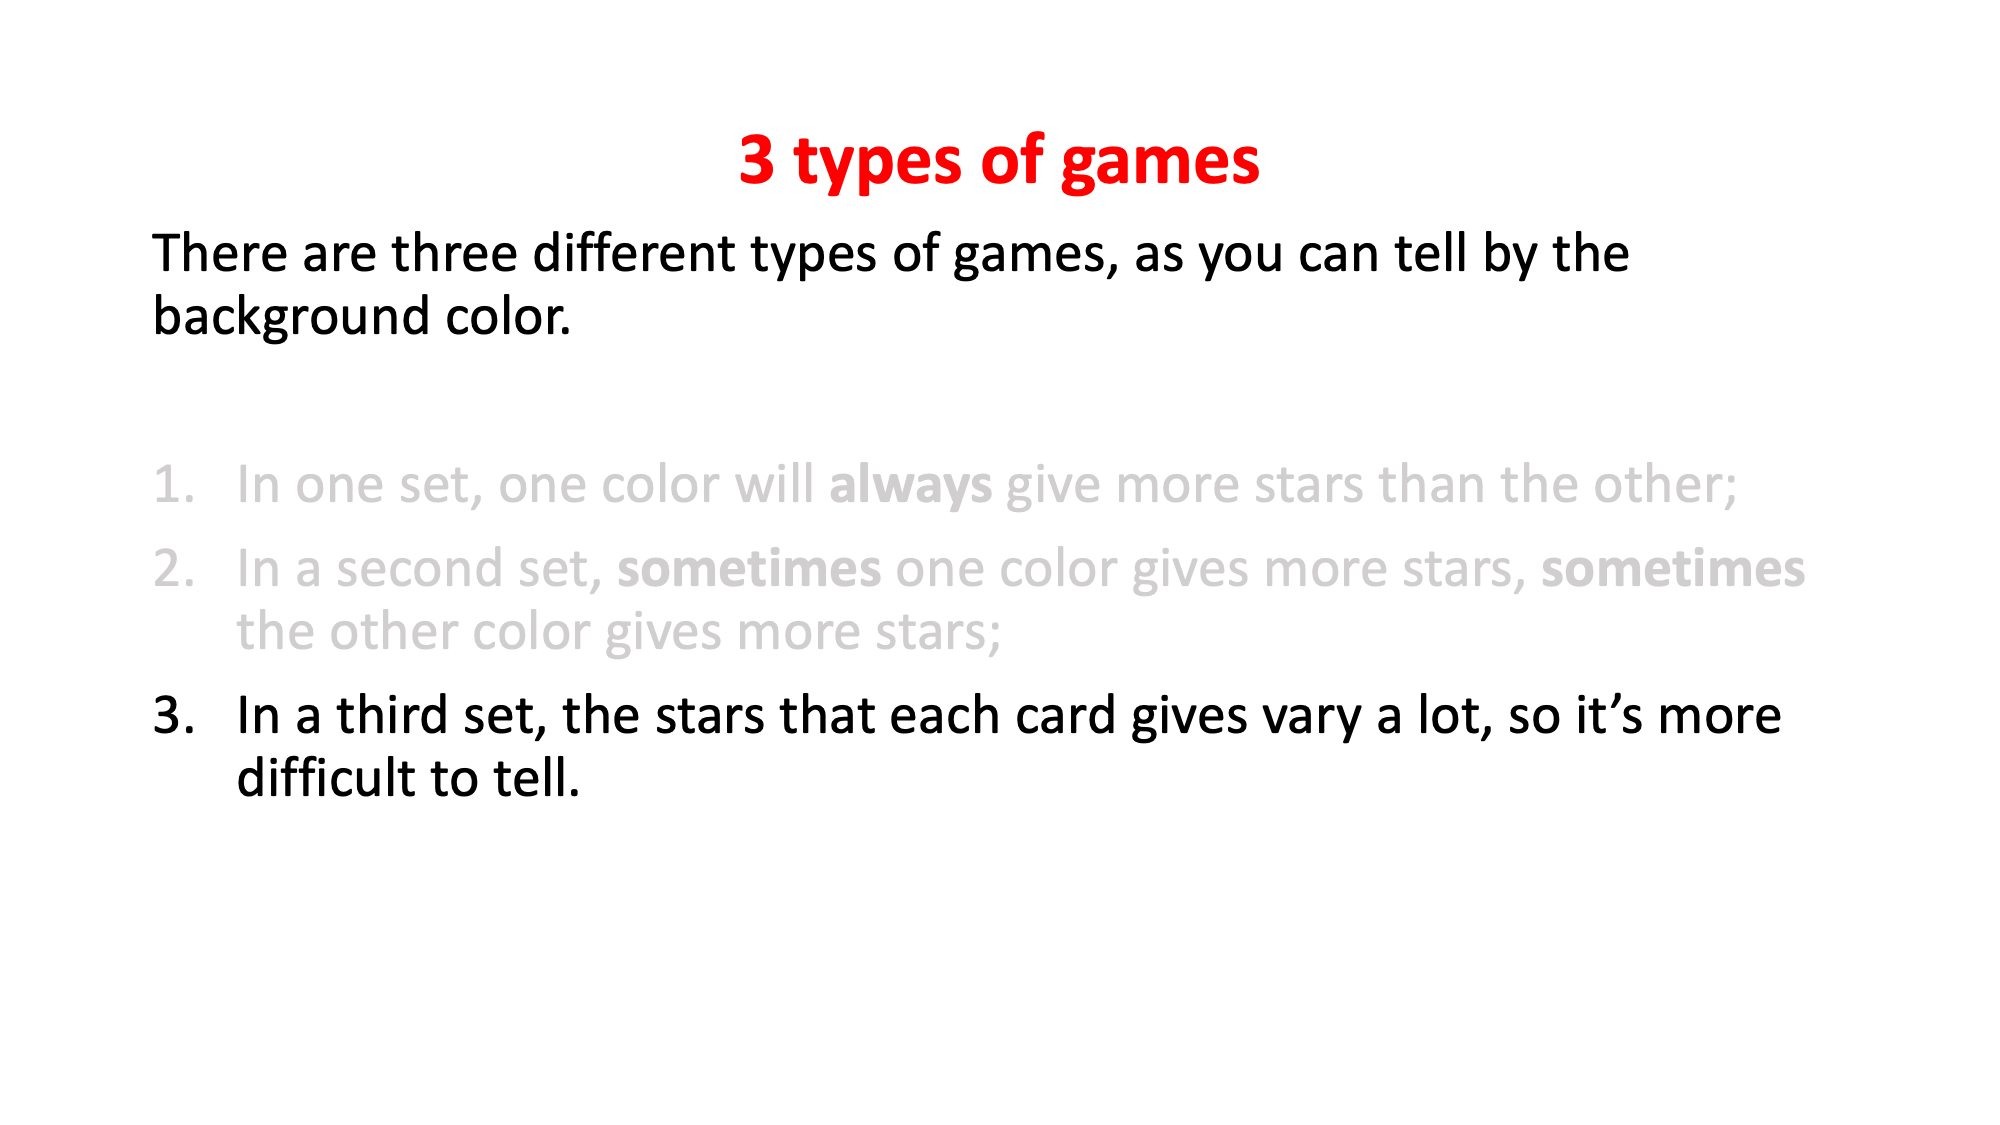 3 types of games
There are three different types of games, as you can tell by the
background color.
1. In one set, one color will always give more stars than the other;
2. In a second set, sometimes one color gives more stars, sometimes
the other color gives more stars;
3. In a third set, the stars that each card gives vary a lot, so it’s more
difficult to tell.